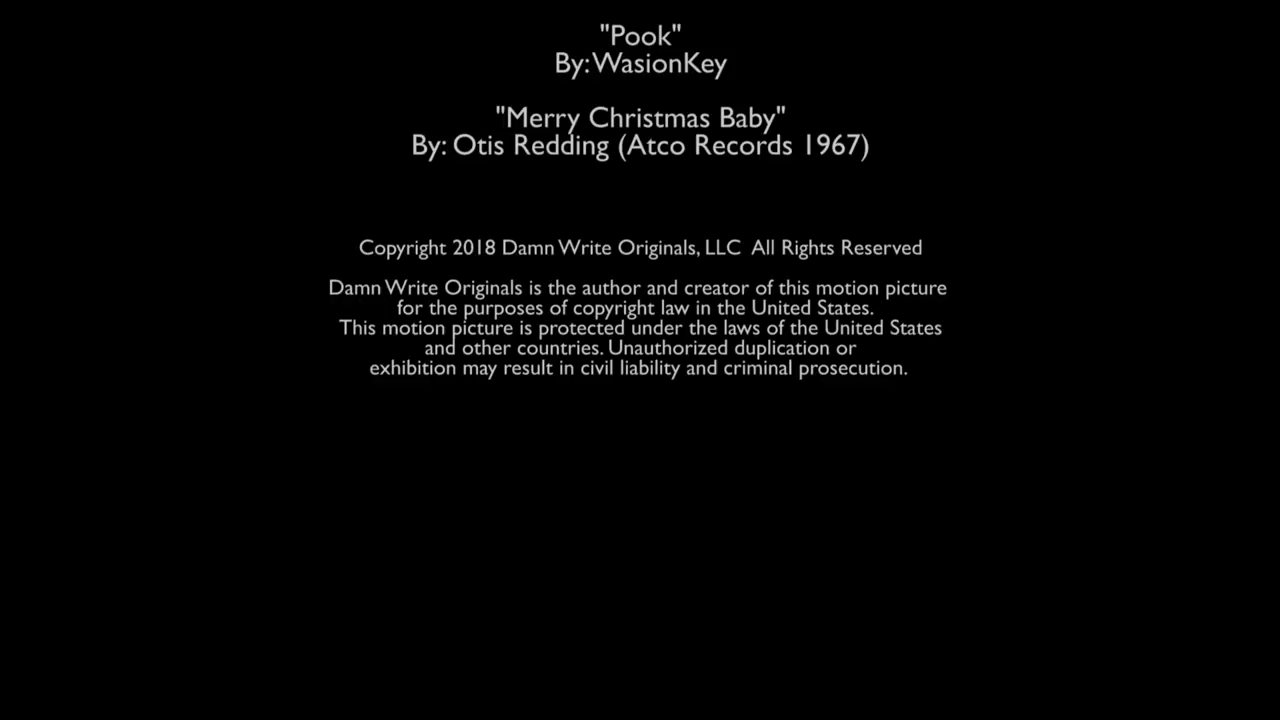 "Pook"
By: WasionKey
"Merry Christmas Baby"
By: Otis Redding (Atco Records 1967)
Copyright 2018 Damn Write Originals, LLC  All Rights Reserved
Damn Write Originals is the author and creator of this motion picture
for the purposes of copyright law in the United States.
This motion picture is protected under the laws of the United States
and other countries. Unauthorized duplication or
exhibition may result in civil liability and criminal prosecution.